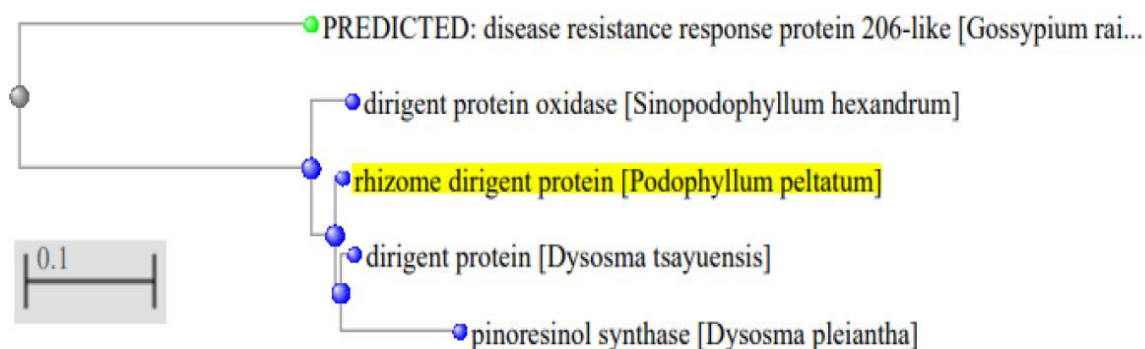 PREDICTED: disease resistance response protein 206-like [Gossypium rai...
dirigent protein oxidase [Sinopodophyllum hexandrum]
rhizome dirigent protein [Podophyllum peltatum]
0.1
dirigent protein [Dysosma tsayuensis]
pinoresinol synthase [Dysosma pleiantha]